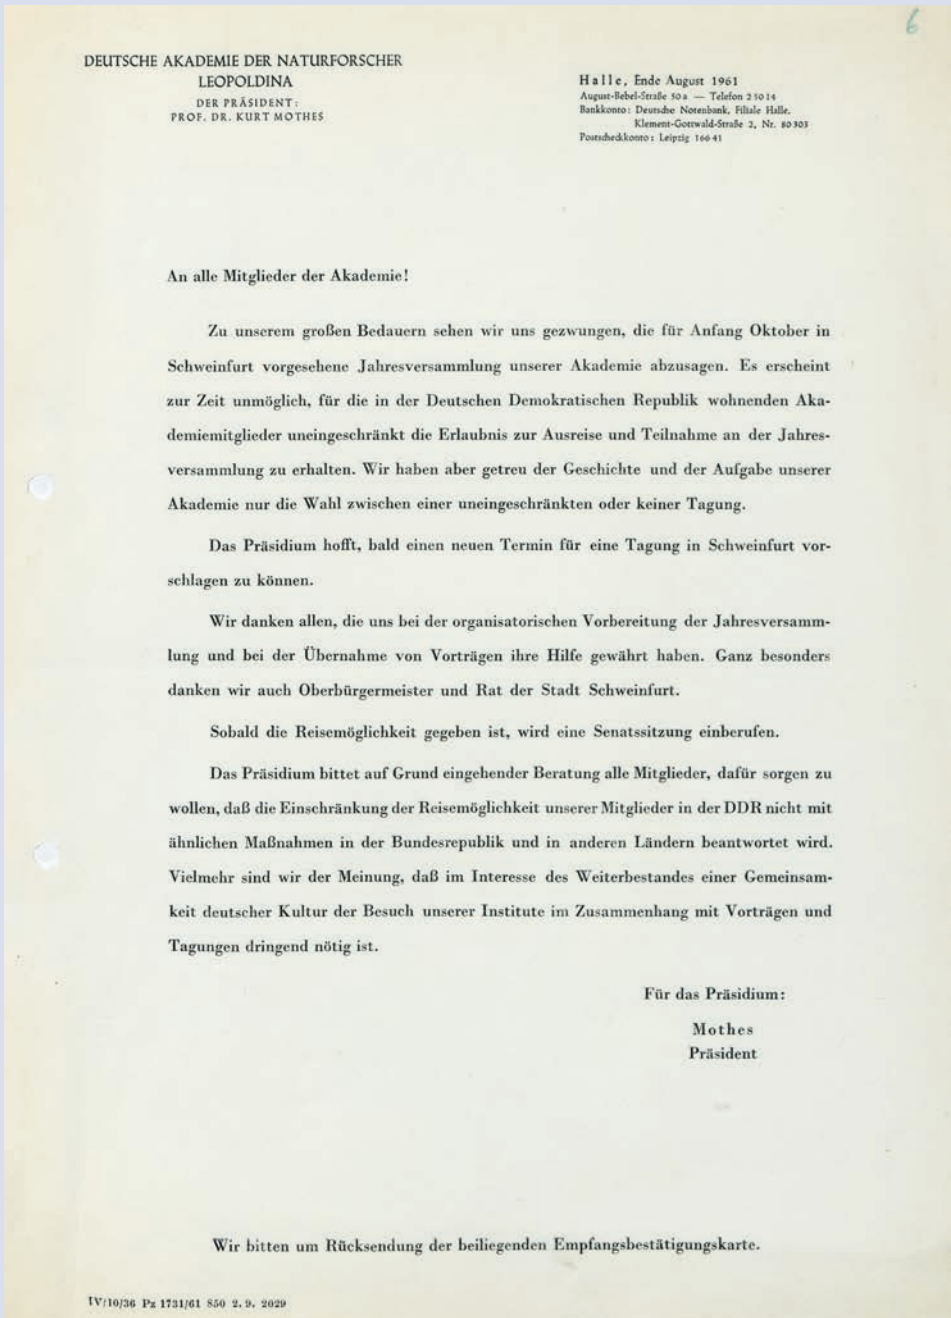 6
DEUTSCHE AKADEMIE DER NATURFORSCHER
LEOPOLDINA
DER PRÄSIDENT:
PROF. DR. KURT MOTHES
Halle, Ende August 1961
August-Bebel-Straße 50a — Telefon 25014
Bankkonto: Deutsche Notenbank, Filiale Halle,
Klement-Gottwald-Straße 2, Nr. 80303
Postscheckkonto: Leipzig 16641
An alle Mitglieder der Akademie!
Zu unserem großen Bedauern sehen wir uns gezwungen, die für Anfang Oktober in
Schweinfurt vorgesehene Jahresversammlung unserer Akademie abzusagen. Es erscheint
zur Zeit unmöglich, für die in der Deutschen Demokratischen Republik wohnenden Aka-
demiemitglieder uneingeschränkt die Erlaubnis zur Ausreise und Teilnahme an der Jahres-
versammlung zu erhalten. Wir haben aber getreu der Geschichte und der Aufgabe unserer
Akademie nur die Wahl zwischen einer uneingeschränkten oder keiner Tagung.
Das Präsidium hofft, bald einen neuen Termin für eine Tagung in Schweinfurt vor-
schlagen zu können.
Wir danken allen, die uns bei der organisatorischen Vorbereitung der Jahresversamm-
lung und bei der Übernahme von Vorträgen ihre Hilfe gewährt haben. Ganz besonders
danken wir auch Oberbürgermeister und Rat der Stadt Schweinfurt.
Sobald die Reisemöglichkeit gegeben ist, wird eine Senatssitzung einberufen.
Das Präsidium bittet auf Grund eingehender Beratung alle Mitglieder, dafür sorgen zu
wollen, daß die Einschränkung der Reisemöglichkeit unserer Mitglieder in der DDR nicht mit
ähnlichen Maßnahmen in der Bundesrepublik und in anderen Ländern beantwortet wird.
Vielmehr sind wir der Meinung, daß im Interesse des Weiterbestandes einer Gemeinsam-
keit deutscher Kultur der Besuch unserer Institute im Zusammenhang mit Vorträgen und
Tagungen dringend nötig ist.
Für das Präsidium:
Mothes
Präsident
Wir bitten um Rücksendung der beiliegenden Empfangsbestätigungskarte.
IV/10/36 Pz 1731/61 850 2. 9. 2029